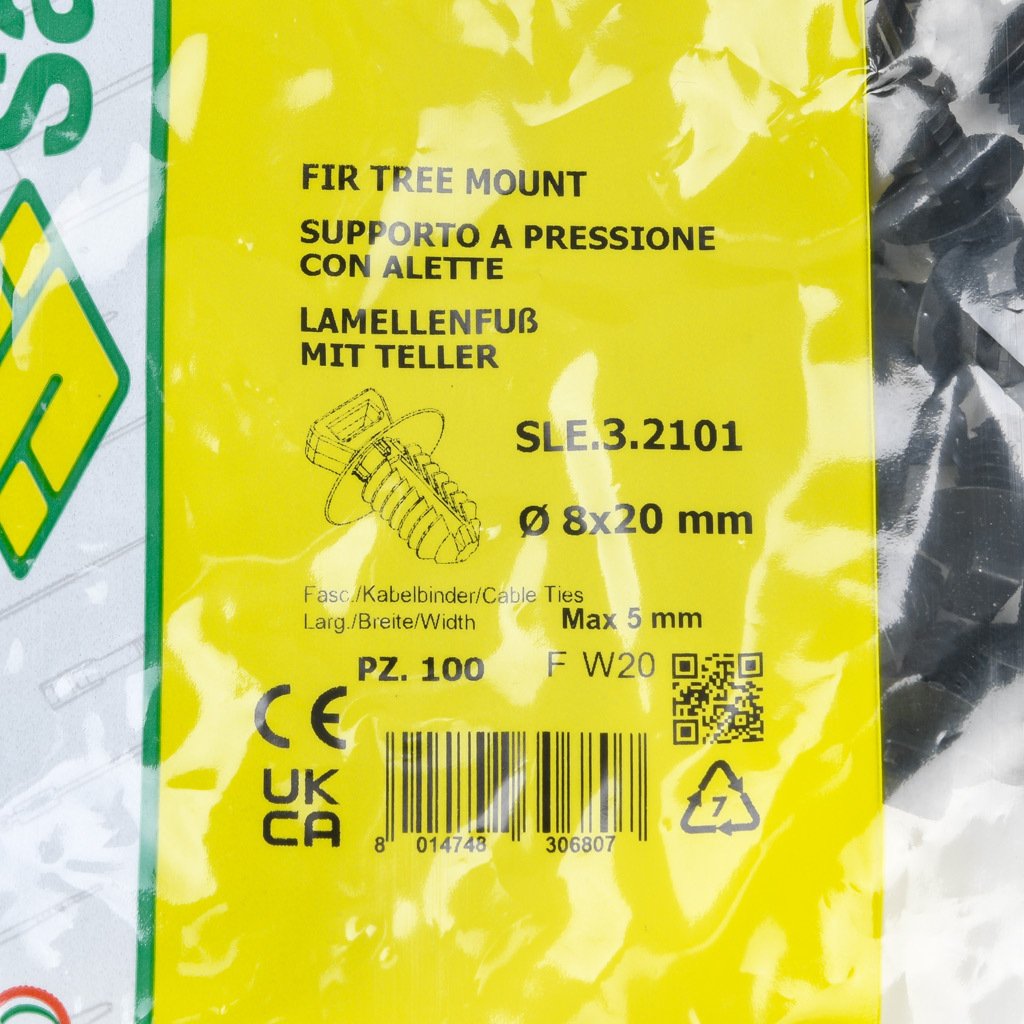 sa
FIR TREE MOUNT
SUPPORTO A PRESSIONE
CON ALETTE
LAMELLENFUß
MIT TELLER
SLE.3.2101
Ø 8x20 mm
Fasc./Kabelbinder/Cable Ties
Larg./Breite/Width Max 5 mm
PZ. 100 F W20
CE
UK
CA
7
8 014748 306807